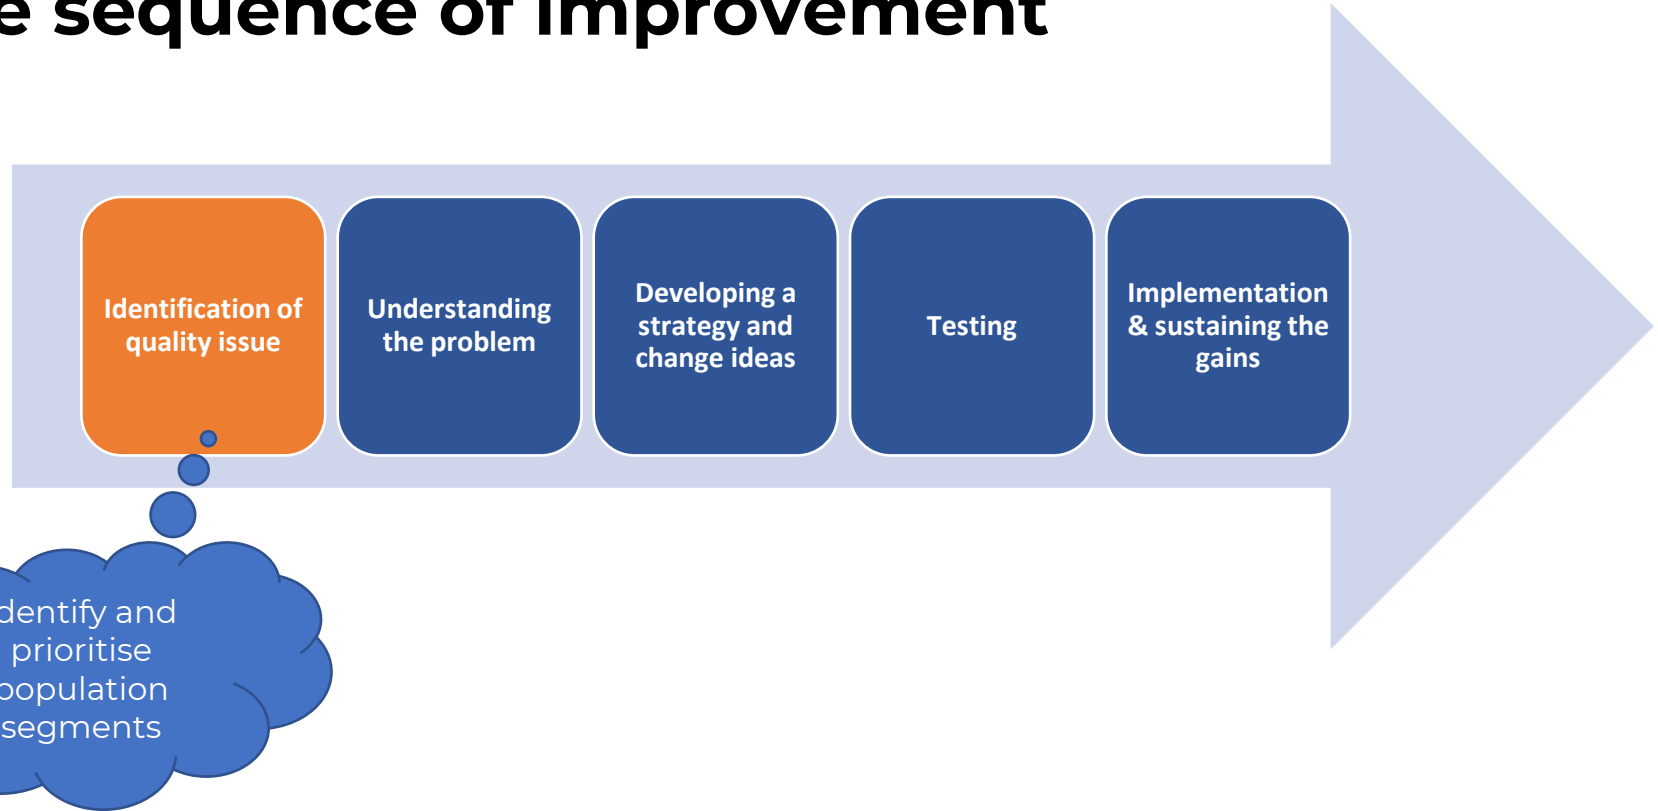 e sequence of improvement
Identification of
quality issue
Understanding
the problem
Developing a
strategy and
change ideas
Testing
Implementation
& sustaining the
gains
dentify and
prioritise
population
segments